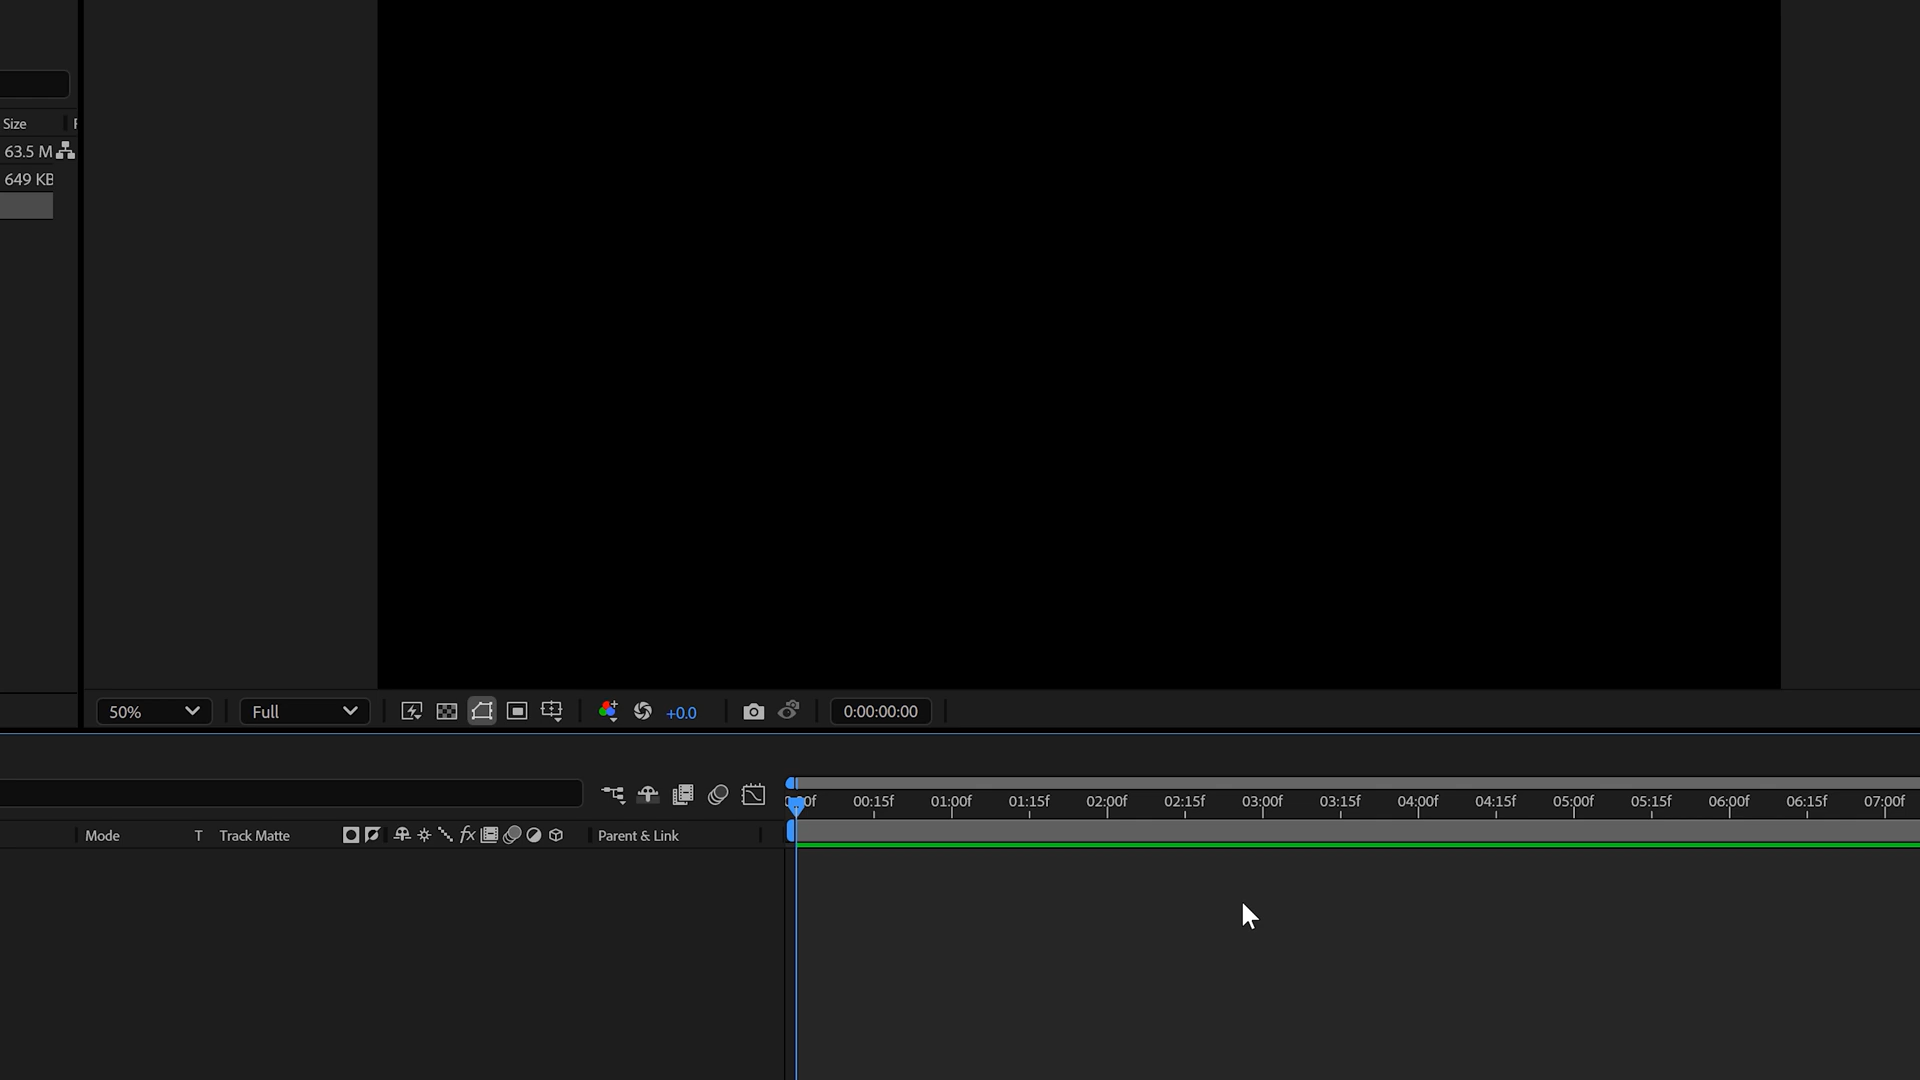 Size
63.5 M
649 KB
50%
Full
+0.0
0:00:00:00
00:15f 01:00f 01:15f 02:00f 02:15f 03:00f 03:15f 04:00f 04:15f 05:00f 05:15f 06:00f 06:15f 07:00f
Mode T Track Matte fx Parent & Link